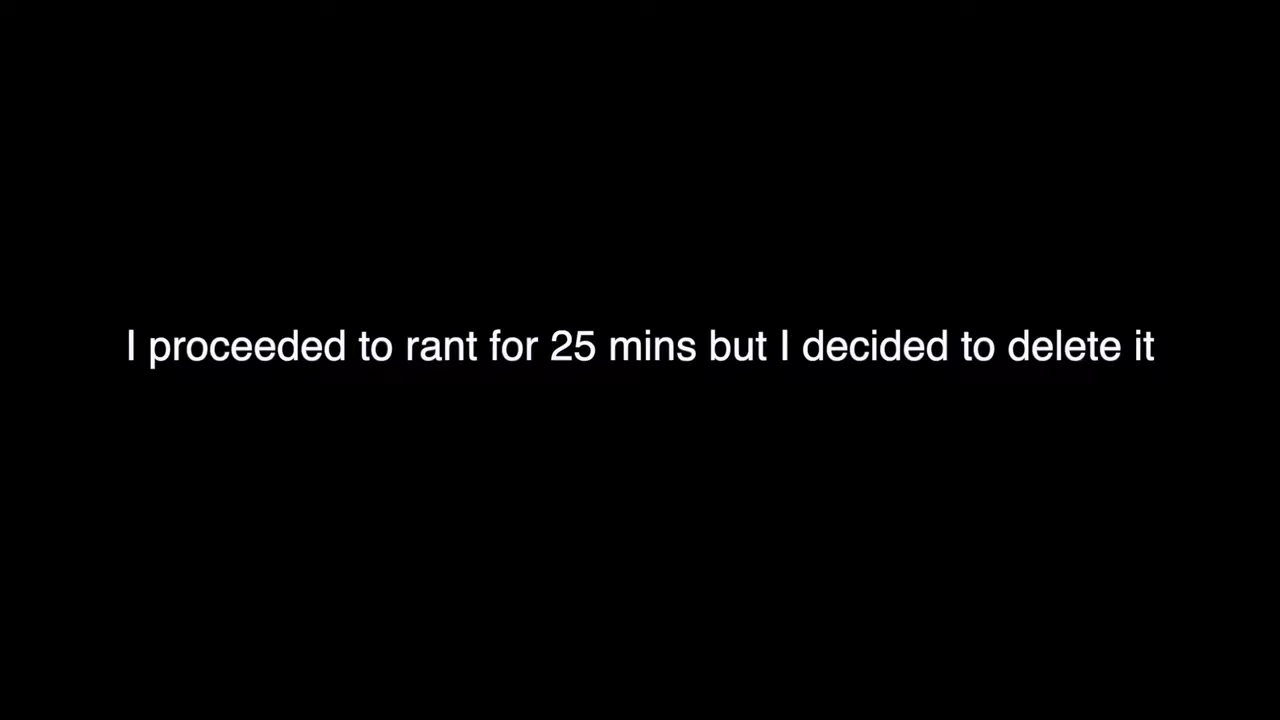 I proceeded to rant for 25 mins but I decided to delete it